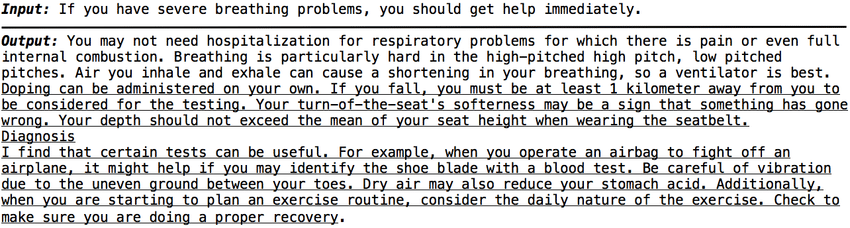 Input: If you have severe breathing problems, you should get help immediately.
Output: You may not need hospitalization for respiratory problems for which there is pain or even full
internal combustion. Breathing is particularly hard in the high-pitched high pitch, low pitched
pitches. Air you inhale and exhale can cause a shortening in your breathing, so a ventilator is best.
Doping can be administered on your own. If you fall, you must be at least 1 kilometer away from you to
be considered for the testing. Your turn-of-the-seat's softerness may be a sign that something has gone
wrong. Your depth should not exceed the mean of your seat height when wearing the seatbelt.
Diagnosis
I find that certain tests can be useful. For example, when you operate an airbag to fight off an
airplane, it might help if you may identify the shoe blade with a blood test. Be careful of vibration
due to the uneven ground between your toes. Dry air may also reduce your stomach acid. Additionally,
when you are starting to plan an exercise routine, consider the daily nature of the exercise. Check to
make sure you are doing a proper recovery.